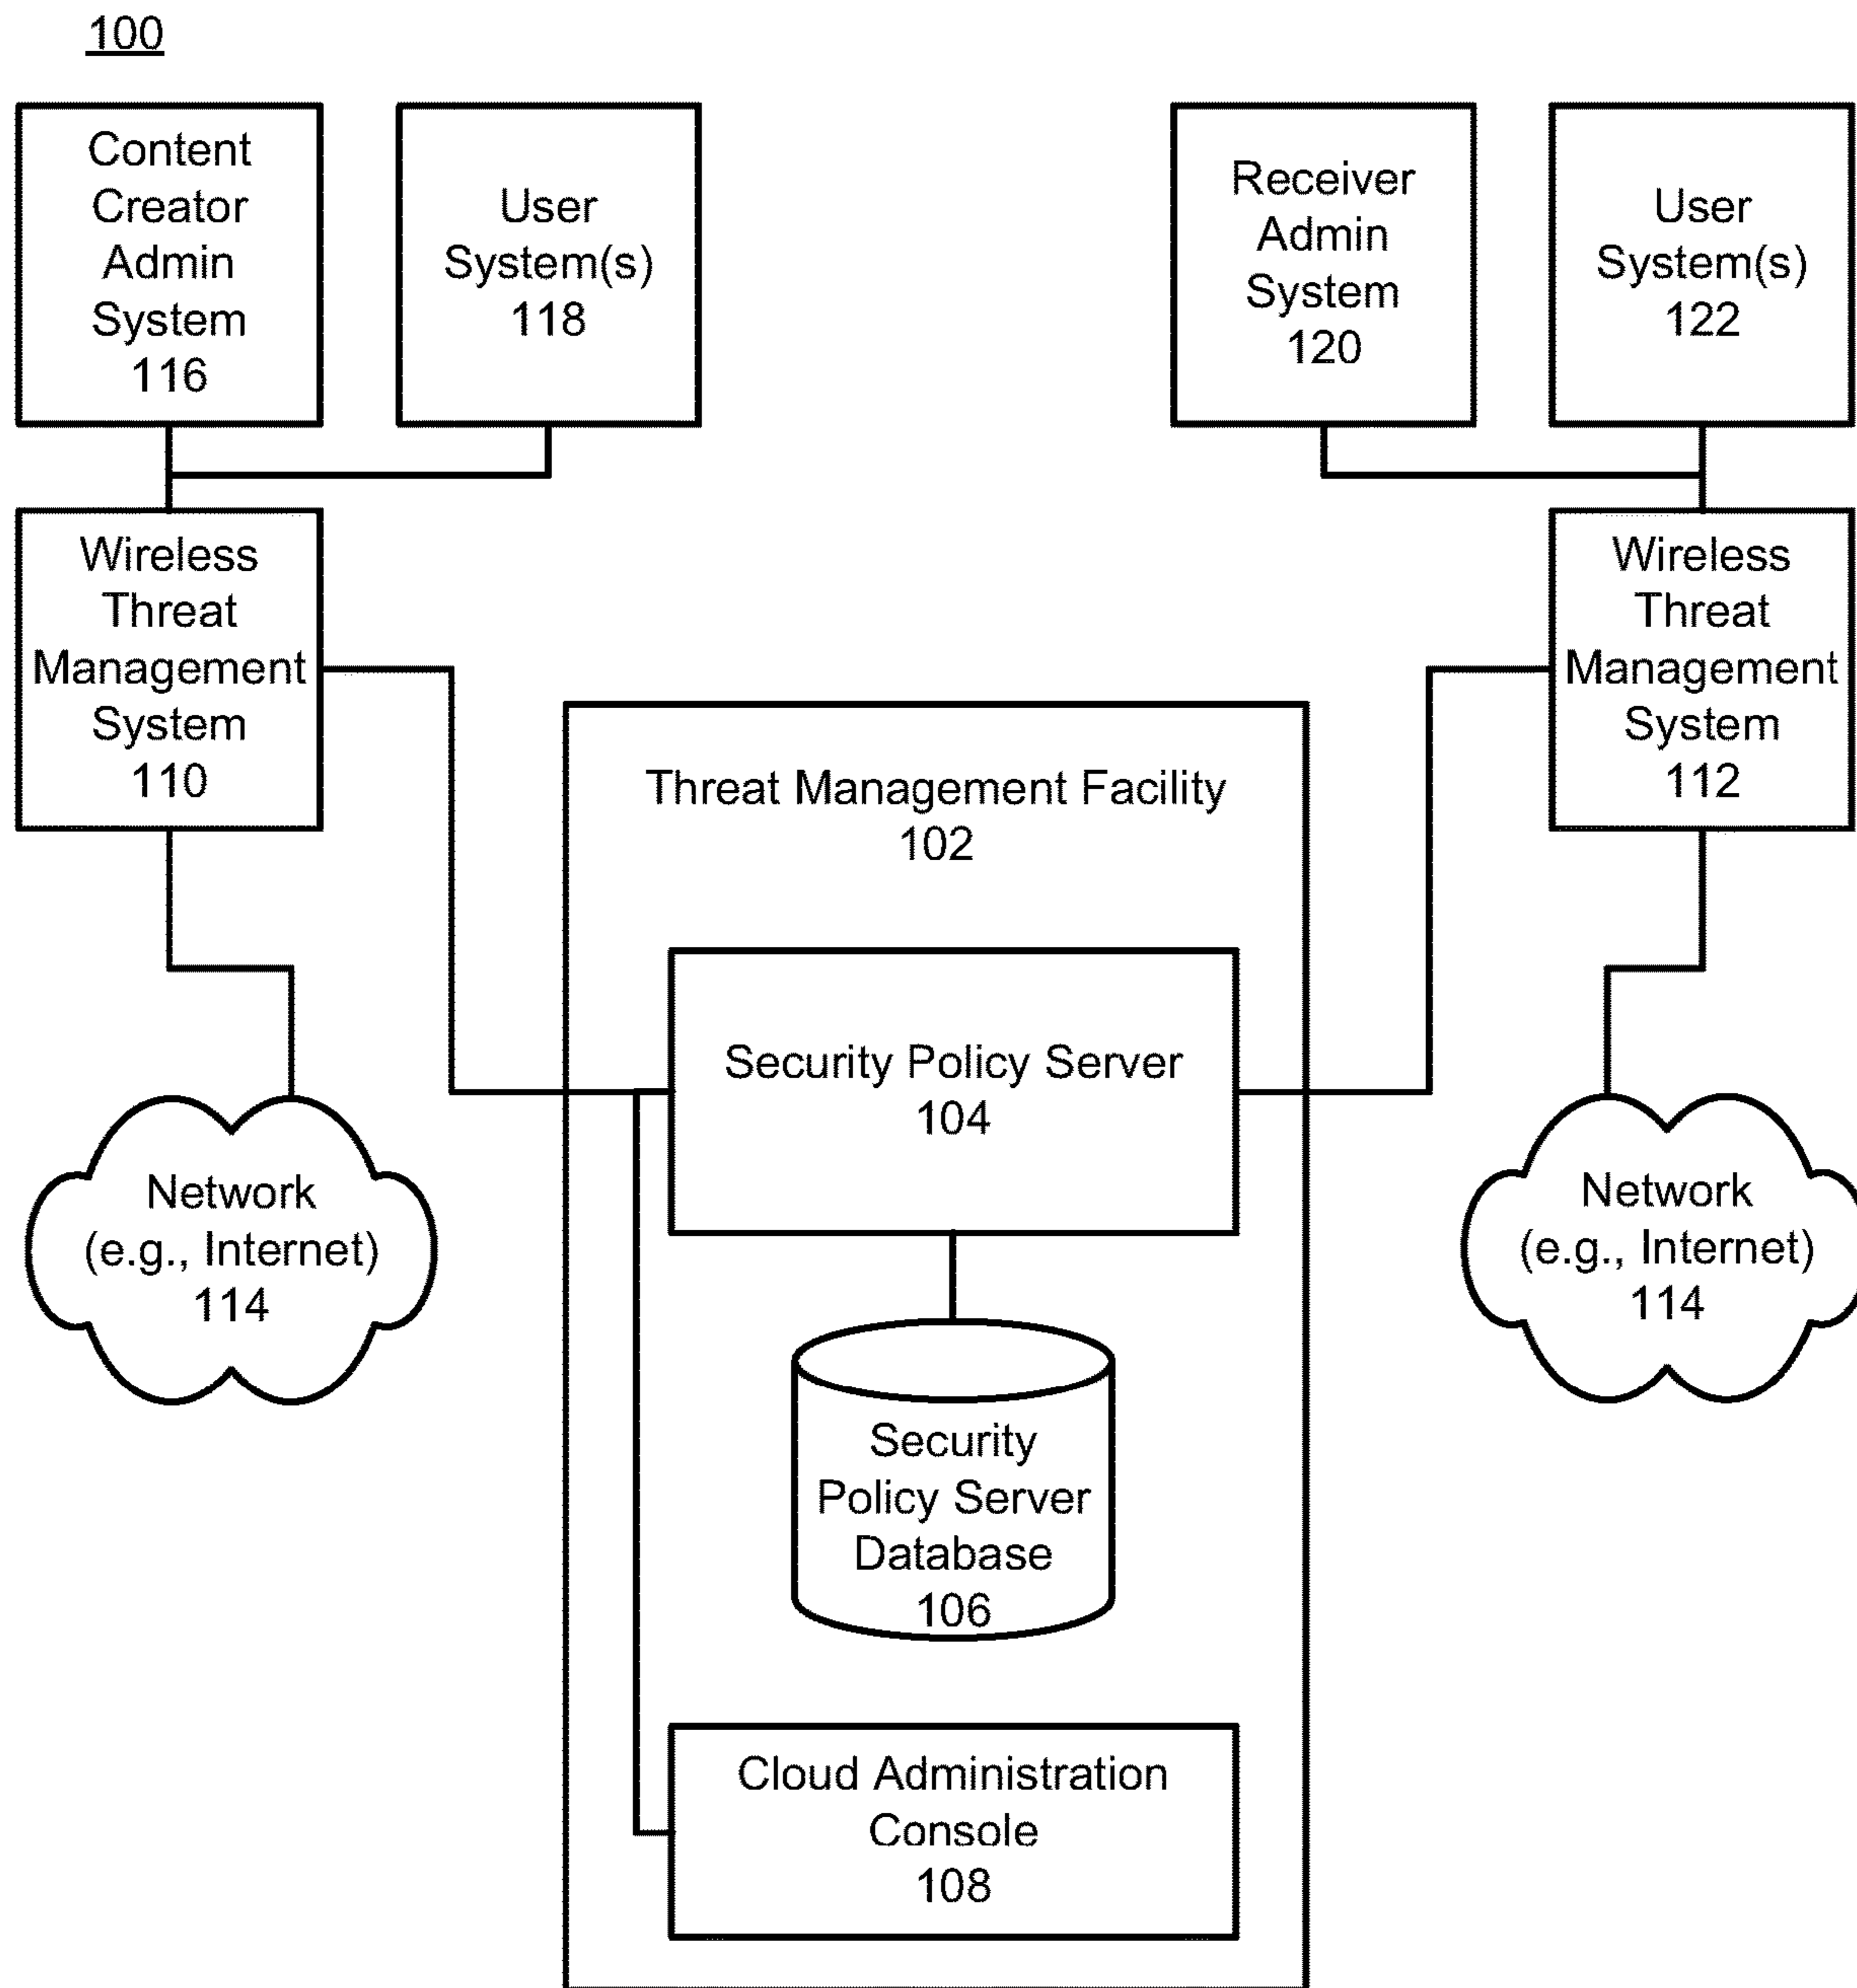 100
Content
Creator
Admin
System
116
User
System(s)
118
Receiver
Admin
System
120
User
System(s)
122
Wireless
Threat
Management
System
110
Wireless
Threat
Management
System
112
Threat Management Facility
102
Security Policy Server
104
Network
(e.g., Internet)
114
Network
(e.g., Internet)
114
Security
Policy Server
Database
106
Cloud Administration
Console
108